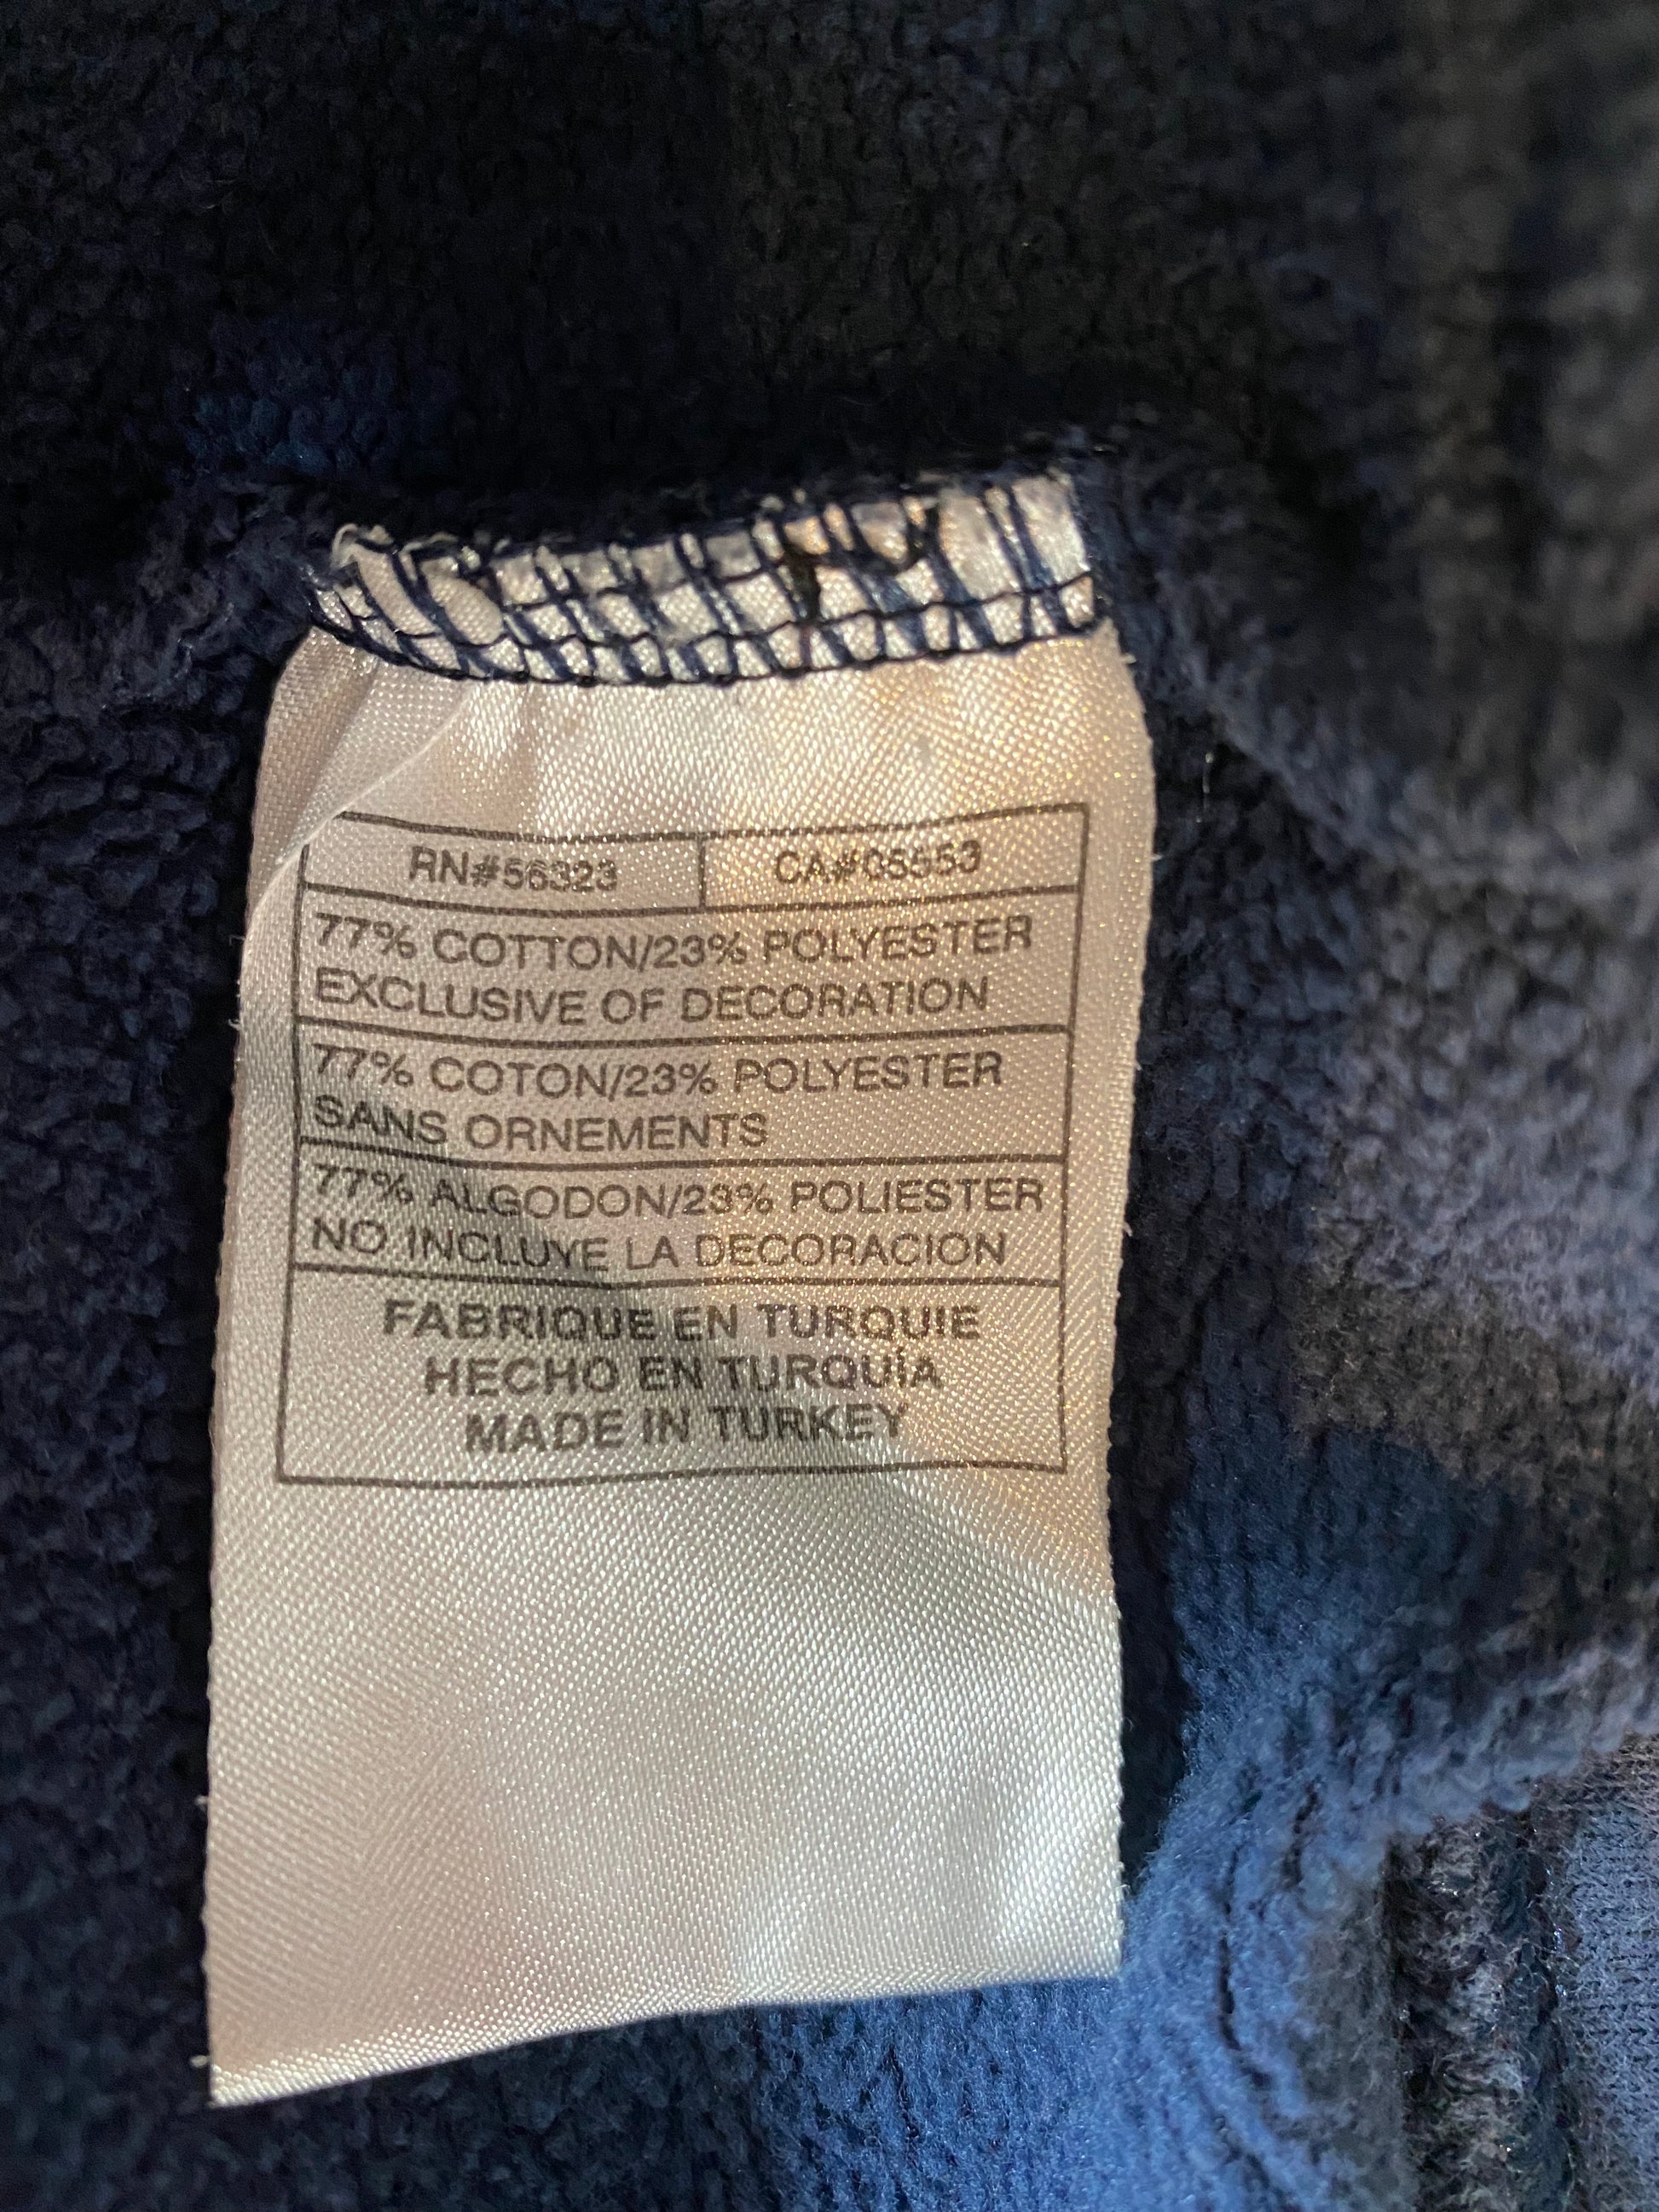 RN#56323 CA#05553
77% COTTON/23% POLYESTER
EXCLUSIVE OF DECORATION
77% COTON/23% POLYESTER
SANS ORNEMENTS
77% ALGODON/23% POLIESTER
NO INCLUYE LA DECORACION
FABRIQUE EN TURQUIE
HECHO EN TURQUÍA
MADE IN TURKEY